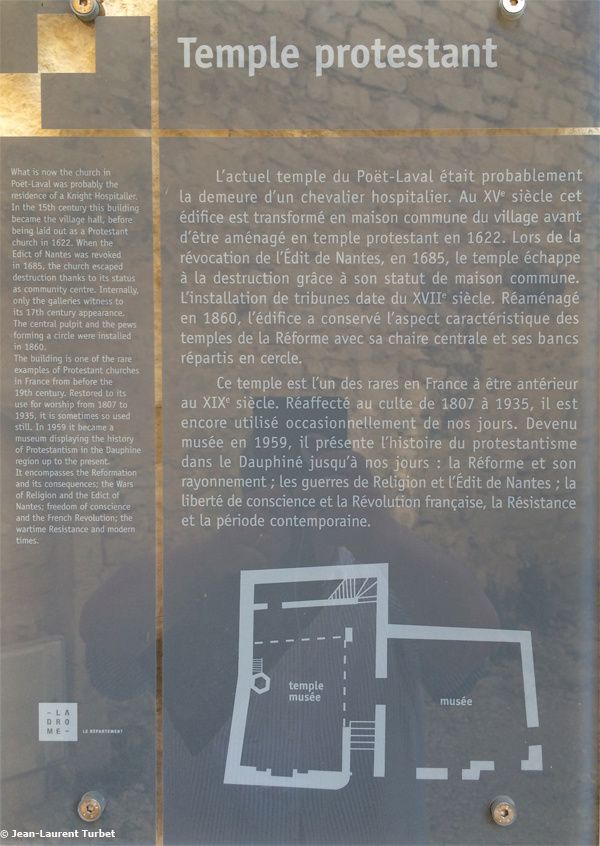 Temple protestant
What is now the church in
Poët-Laval was probably the
residence of a Knight Hospitaller.
In the 15th century this building
became the village hall, before
being laid out as a Protestant
church in 1622. When the
Edict of Nantes was revoked
in 1685, the church escaped
destruction thanks to its status
as community centre. Internally,
only the galleries witness to
its 17th century appearance.
The central pulpit and the pews
forming a circle were installed
in 1860.
The building is one of the rare
examples of Protestant churches
in France from before the
19th century. Restored to its
use for worship from 1807 to
1935, it is sometimes so used
still. In 1959 it became a
museum displaying the history
of Protestantism in the Dauphine
region up to the present.
It encompasses the Reformation
and its consequences; the Wars
of Religion and the Edict of
Nantes; freedom of conscience
and the French Revolution; the
wartime Resistance and modern
times.
L'actuel temple du Poët-Laval était probablement
la demeure d'un chevalier hospitalier. Au XVe siècle cet
édifice est transformé en maison commune du village avant
d'être aménagé en temple protestant en 1622. Lors de la
révocation de l'Édit de Nantes, en 1685, le temple échappe
à la destruction grâce à son statut de maison commune.
L'installation de tribunes date du XVIIe siècle. Réaménagé
en 1860, l'édifice a conservé l'aspect caractéristique des
temples de la Réforme avec sa chaire centrale et ses bancs
répartis en cercle.
Ce temple est l'un des rares en France à être antérieur
au XIXe siècle. Réaffecté au culte de 1807 à 1935, il est
encore utilisé occasionnellement de nos jours. Devenu
musée en 1959, il présente l'histoire du protestantisme
dans le Dauphiné jusqu'à nos jours : la Réforme et son
rayonnement ; les guerres de Religion et l'Édit de Nantes ; la
liberté de conscience et la Révolution française, la Résistance
et la période contemporaine.
temple
musée
musée
–LA
DRO
ME–
LE DÉPARTEMENT
© Jean-Laurent Turbet